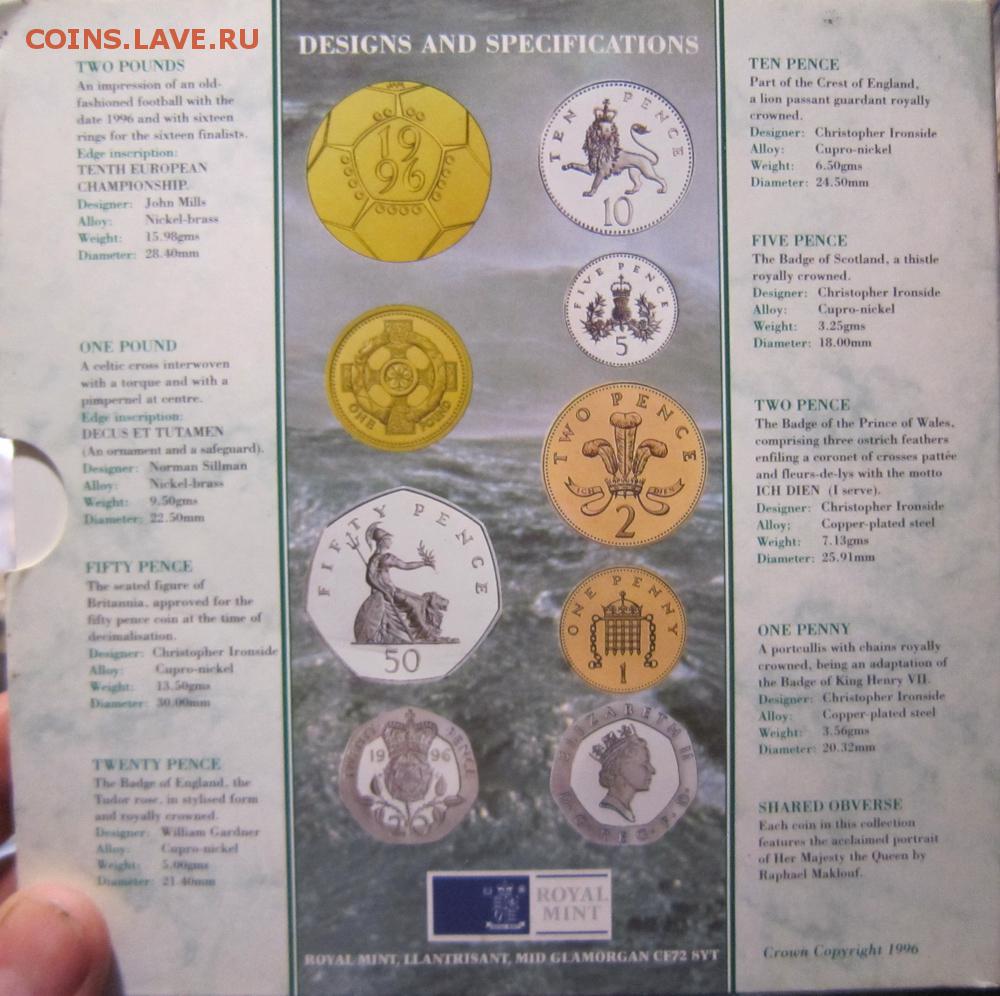 COINS.LAVE.RU
DESIGNS AND SPECIFICATIONS
TWO POUNDS
An impression of an old-
fashioned football with the
date 1996 and with sixteen
rings for the sixteen finalists.
Edge inscription:
TENTH EUROPEAN
CHAMPIONSHIP.
Designer: John Mills
Alloy: Nickel-brass
Weight: 15.98gms
Diameter: 28.40mm
ONE POUND
A celtic cross interwoven
with a torque and with a
pimpernel at centre.
Edge inscription:
DECUS ET TUTAMEN
(An ornament and a safeguard).
Designer: Norman Sillman
Alloy: Nickel-brass
Weight: 9.50gms
Diameter: 22.50mm
FIFTY PENCE
The seated figure of
Britannia, approved for the
fifty pence coin at the time of
decimalisation.
Designer: Christopher Ironside
Alloy: Cupro-nickel
Weight: 13.50gms
Diameter: 30.00mm
TWENTY PENCE
The Badge of England, the
Tudor rose, in stylised form
and royally crowned.
Designer: William Gardner
Alloy: Cupro-nickel
Weight: 5.00gms
Diameter: 21.40mm
19
96
TEN PENCE
10
FIVE PENCE
5
ONE POUND
TWO PENCE
ICH DIEN
2
FIFTY PENCE
50
ONE PENNY
1
TWENTY PENCE
19 96
ELIZABETH II
D. G. REG. F. D.
ROYAL
MINT
ROYAL MINT, LLANTRISANT, MID GLAMORGAN CF72 8YT
TEN PENCE
Part of the Crest of England,
a lion passant guardant royally
crowned.
Designer: Christopher Ironside
Alloy: Cupro-nickel
Weight: 6.50gms
Diameter: 24.50mm
FIVE PENCE
The Badge of Scotland, a thistle
royally crowned.
Designer: Christopher Ironside
Alloy: Cupro-nickel
Weight: 3.25gms
Diameter: 18.00mm
TWO PENCE
The Badge of the Prince of Wales,
comprising three ostrich feathers
enfiling a coronet of crosses pattée
and fleurs-de-lys with the motto
ICH DIEN (I serve).
Designer: Christopher Ironside
Alloy: Copper-plated steel
Weight: 7.13gms
Diameter: 25.91mm
ONE PENNY
A portcullis with chains royally
crowned, being an adaptation of
the Badge of King Henry VII.
Designer: Christopher Ironside
Alloy: Copper-plated steel
Weight: 3.56gms
Diameter: 20.32mm
SHARED OBVERSE
Each coin in this collection
features the acclaimed portrait
of Her Majesty the Queen by
Raphael Maklouf.
Crown Copyright 1996